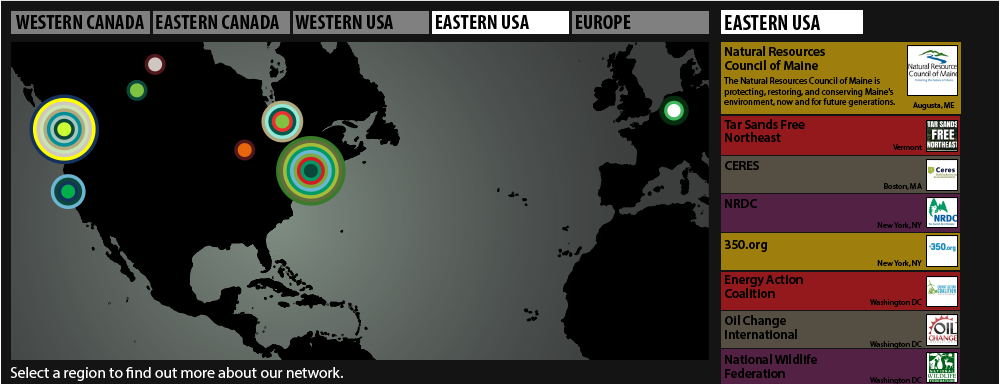 WESTERN CANADA
EASTERN CANADA
WESTERN USA
EASTERN USA
EUROPE
Select a region to find out more about our network.
EASTERN USA
Natural Resources
Council of Maine
The Natural Resources Council of Maine is
protecting, restoring, and conserving Maine's
environment, now and for future generations.
Natural Resource
Council of Maine
Augusta, ME
Tar Sands Free
Northeast
TAR SANDS
FREE
NORTHEAST
Vermont
CERES
Ceres
Boston, MA
NRDC
NRDC
New York, NY
350.org
350.org
New York, NY
Energy Action
Coalition
Washington DC
Oil Change
International
OIL
CHANGE
Washington DC
National Wildlife
Federation
NATIONAL
WILDLIFE
Washington DC